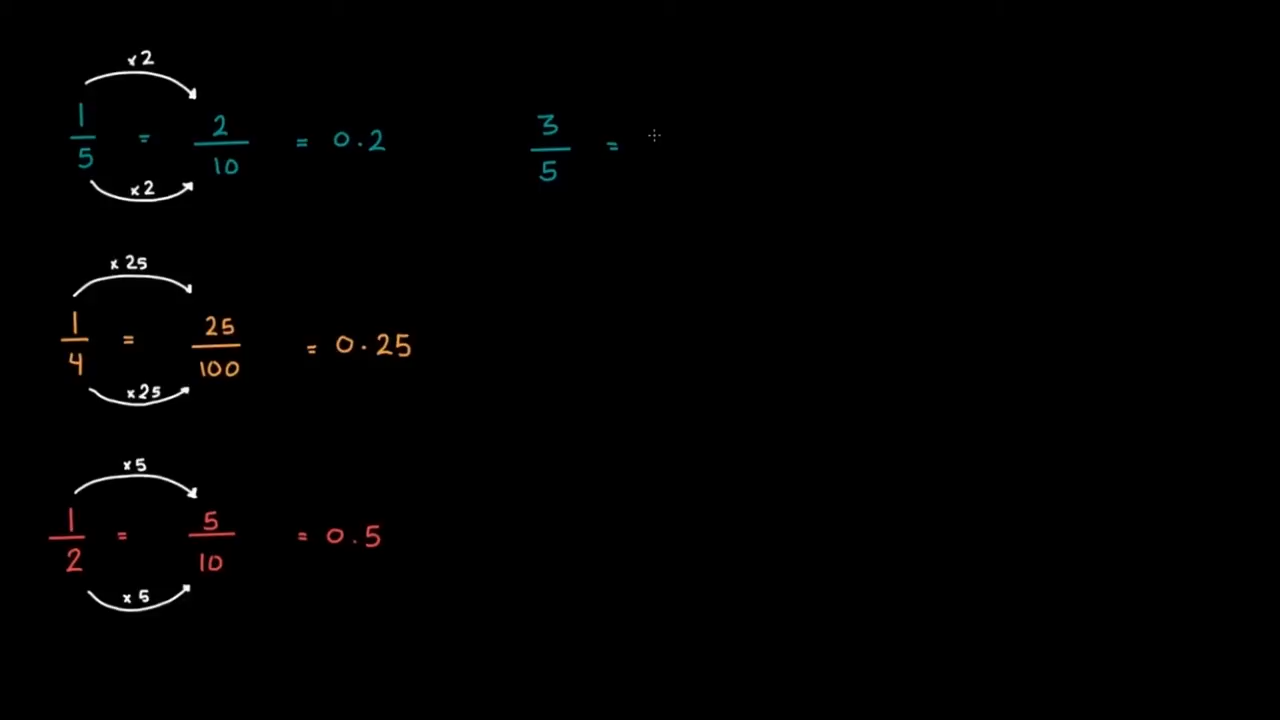 ×2
1/5 = 2/10 = 0.2
×2
3/5 =
×25
1/4 = 25/100 = 0.25
×25
×5
1/2 = 5/10 = 0.5
×5